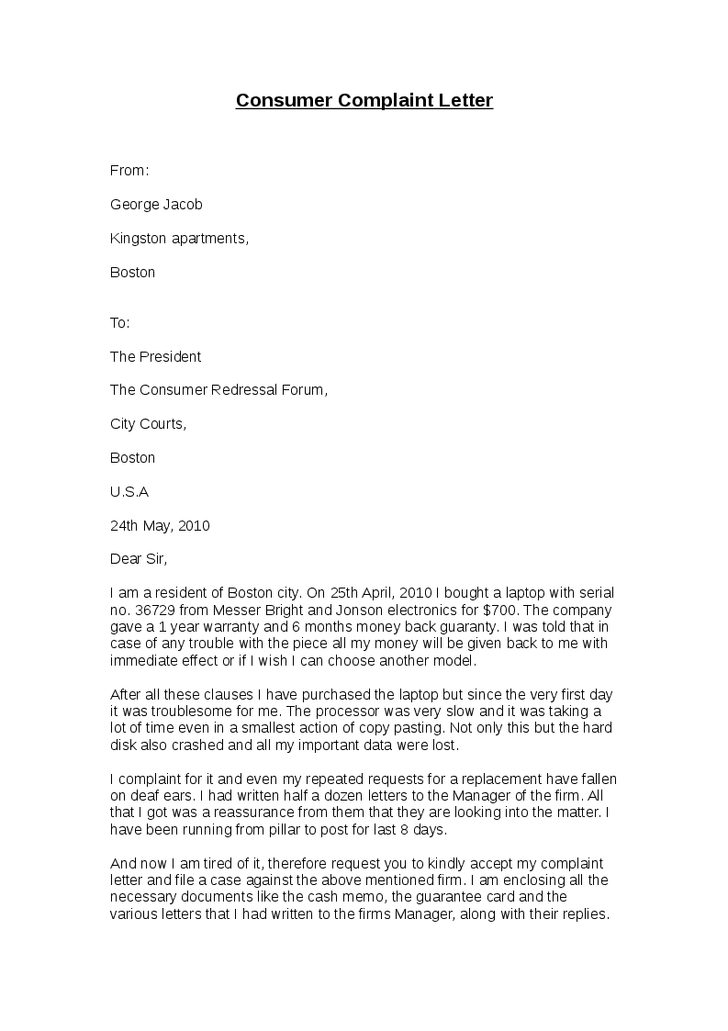 Consumer Complaint Letter
From:
George Jacob
Kingston apartments,
Boston
To:
The President
The Consumer Redressal Forum,
City Courts,
Boston
U.S.A
24th May, 2010
Dear Sir,
I am a resident of Boston city. On 25th April, 2010 I bought a laptop with serial
no. 36729 from Messer Bright and Jonson electronics for $700. The company
gave a 1 year warranty and 6 months money back guaranty. I was told that in
case of any trouble with the piece all my money will be given back to me with
immediate effect or if I wish I can choose another model.
After all these clauses I have purchased the laptop but since the very first day
it was troublesome for me. The processor was very slow and it was taking a
lot of time even in a smallest action of copy pasting. Not only this but the hard
disk also crashed and all my important data were lost.
I complaint for it and even my repeated requests for a replacement have fallen
on deaf ears. I had written half a dozen letters to the Manager of the firm. All
that I got was a reassurance from them that they are looking into the matter. I
have been running from pillar to post for last 8 days.
And now I am tired of it, therefore request you to kindly accept my complaint
letter and file a case against the above mentioned firm. I am enclosing all the
necessary documents like the cash memo, the guarantee card and the
various letters that I had written to the firms Manager, along with their replies.